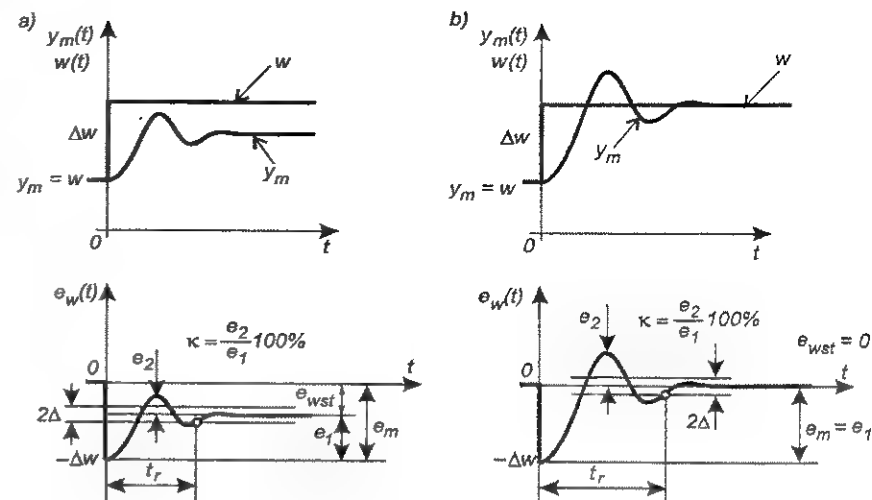 a)
y_m(t)
w(t)
w
Δw
y_m
y_m = w
0
t
b)
y_m(t)
w(t)
w
Δw
y_m
y_m = w
0
t
e_w(t)
κ = e_2/e_1 100%
e_2
0
t
e_wst
2Δ
e_1
e_m
−Δw
t_r
e_w(t)
κ = e_2/e_1 100%
e_2
e_wst = 0
0
t
2Δ
e_m = e_1
−Δw
t_r